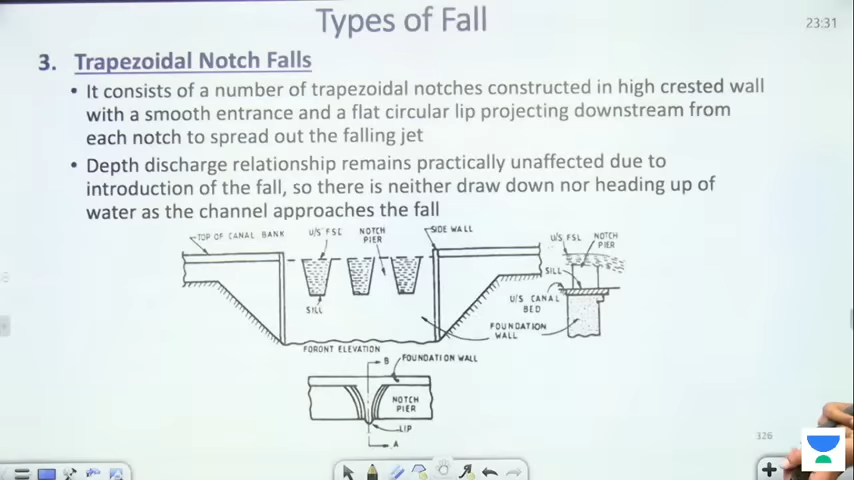 Types of Fall
23:31
3. Trapezoidal Notch Falls
• It consists of a number of trapezoidal notches constructed in high crested wall
with a smooth entrance and a flat circular lip projecting downstream from
each notch to spread out the falling jet
• Depth discharge relationship remains practically unaffected due to
introduction of the fall, so there is neither draw down nor heading up of
water as the channel approaches the fall
TOP OF CANAL BANK
U/S FSL
NOTCH
PIER
SIDE WALL
SILL
FORONT ELEVATION
FOUNDATION
WALL
U/S FSL
NOTCH
PIER
SILL
U/S CANAL
BED
B
FOUNDATION WALL
NOTCH
PIER
LIP
A
326